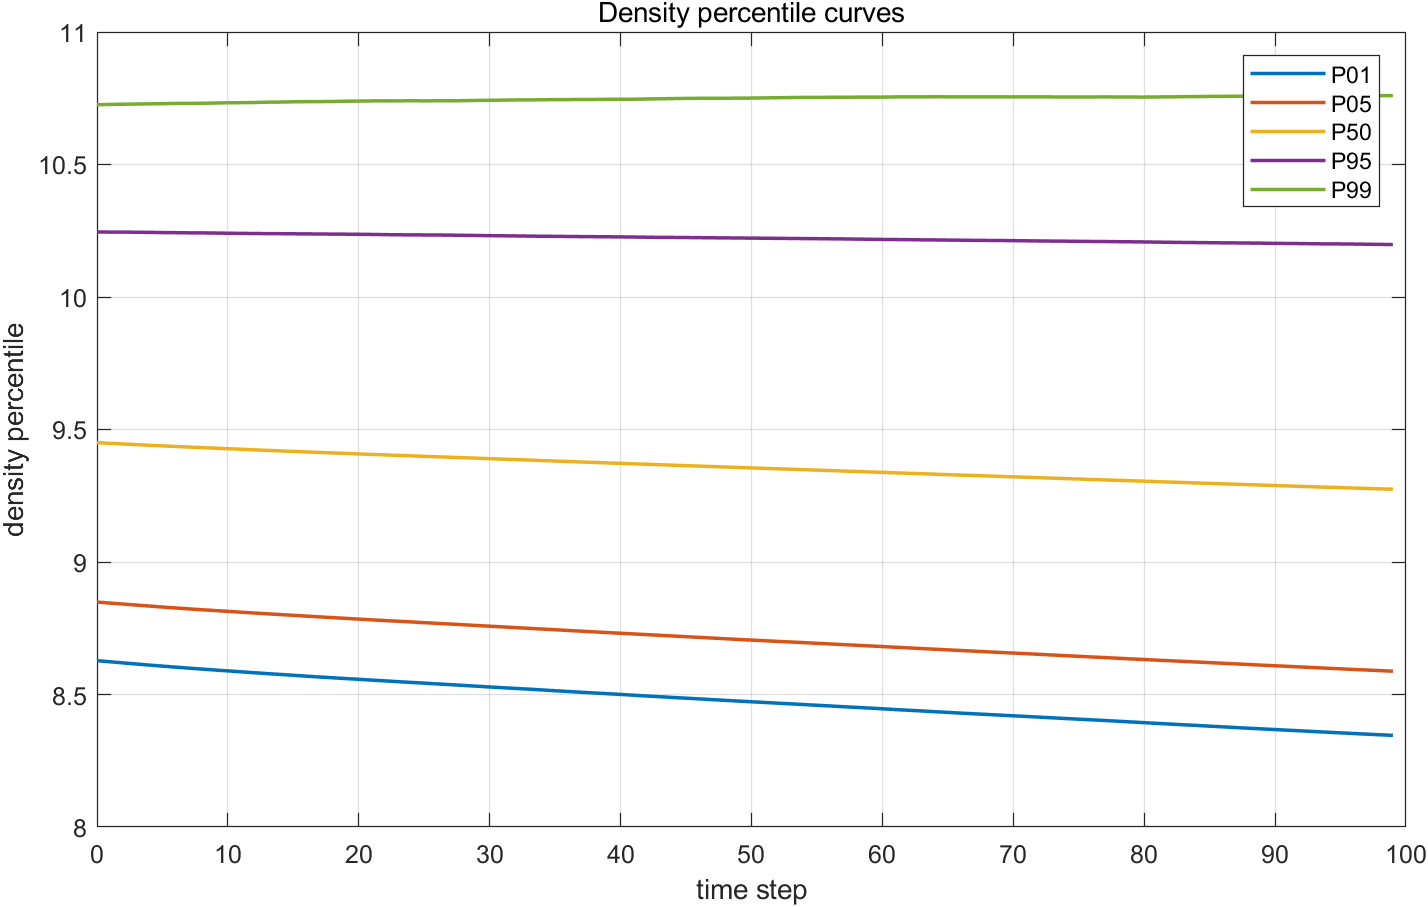 Density percentile curves
11
10.5
10
9.5
9
8.5
8
density percentile
P01
P05
P50
P95
P99
0 10 20 30 40 50 60 70 80 90 100
time step